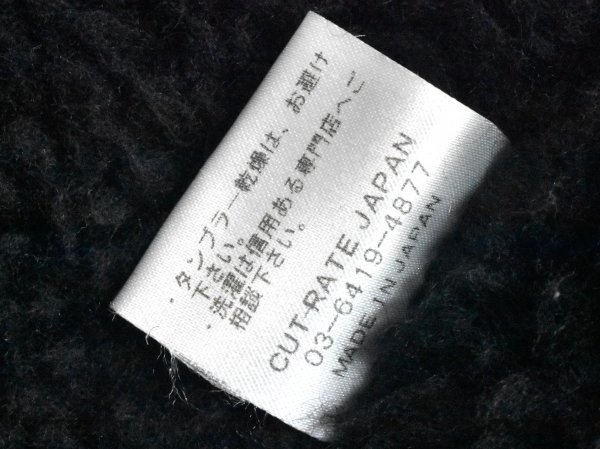 ・タンブラー乾燥は、お避け
下さい。
・洗濯は信用ある専門店へご
相談下さい。
CUT-RATE JAPAN
03-6419-4877
MADE IN JAPAN